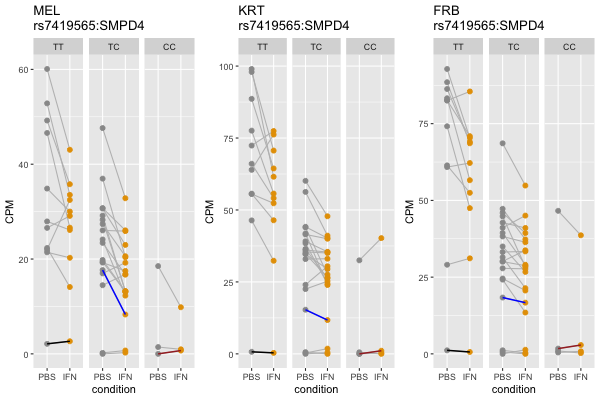 MEL
rs7419565:SMPD4
TT TC CC
60
40
20
0
CPM
PBS IFN PBS IFN PBS IFN
condition
KRT
rs7419565:SMPD4
TT TC CC
100
75
50
25
0
CPM
PBS IFN PBS IFN PBS IFN
condition
FRB
rs7419565:SMPD4
TT TC CC
75
50
25
0
CPM
PBS IFN PBS IFN PBS IFN
condition